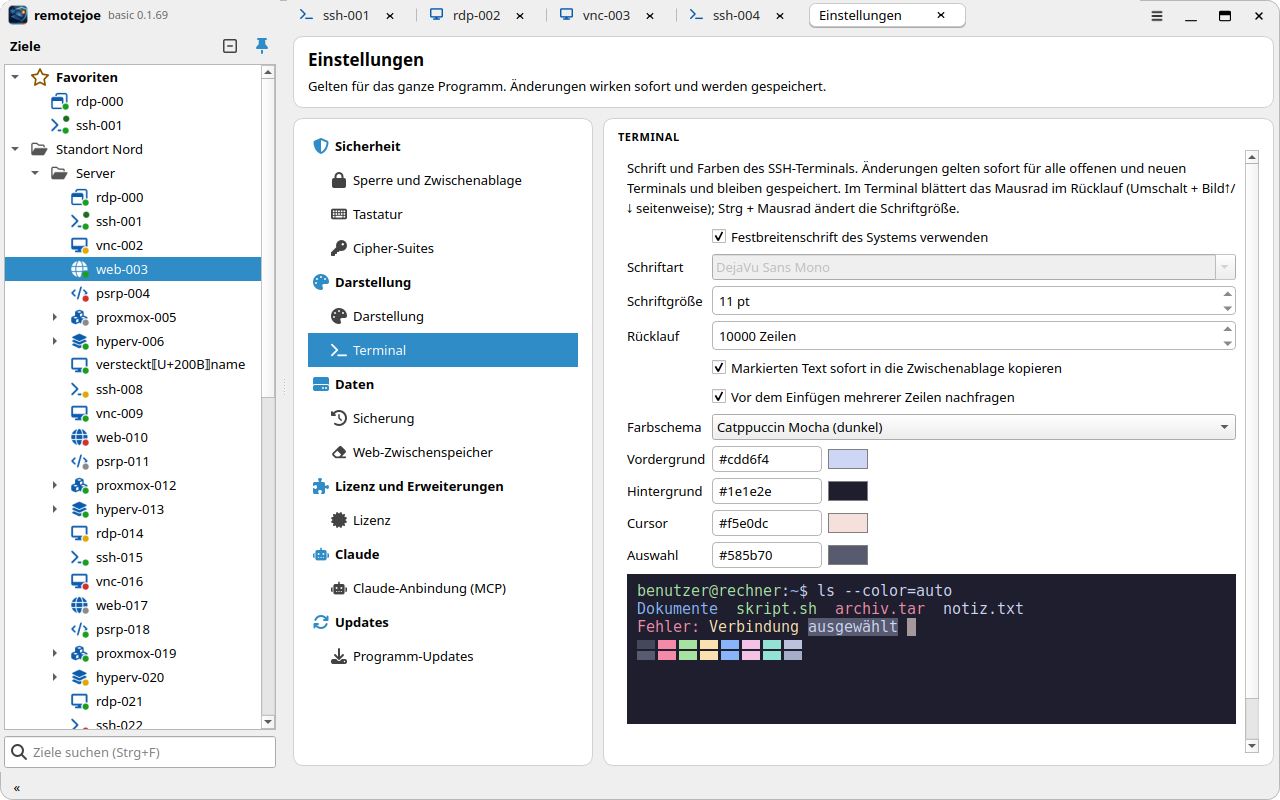 remotejoe basic 0.1.69
ssh-001
rdp-002
vnc-003
ssh-004
Einstellungen
Ziele
Favoriten
rdp-000
ssh-001
Standort Nord
Server
rdp-000
ssh-001
vnc-002
web-003
psrp-004
proxmox-005
hyperv-006
versteckt⟦U+200B⟧name
ssh-008
vnc-009
web-010
psrp-011
proxmox-012
hyperv-013
rdp-014
ssh-015
vnc-016
web-017
psrp-018
proxmox-019
hyperv-020
rdp-021
ssh-022
Ziele suchen (Strg+F)
«
Einstellungen
Gelten für das ganze Programm. Änderungen wirken sofort und werden gespeichert.
Sicherheit
Sperre und Zwischenablage
Tastatur
Cipher-Suites
Darstellung
Darstellung
Terminal
Daten
Sicherung
Web-Zwischenspeicher
Lizenz und Erweiterungen
Lizenz
Claude
Claude-Anbindung (MCP)
Updates
Programm-Updates
TERMINAL
Schrift und Farben des SSH-Terminals. Änderungen gelten sofort für alle offenen und neuen
Terminals und bleiben gespeichert. Im Terminal blättert das Mausrad im Rücklauf (Umschalt + Bild↑/
↓ seitenweise); Strg + Mausrad ändert die Schriftgröße.
Festbreitenschrift des Systems verwenden
Schriftart DejaVu Sans Mono
Schriftgröße 11 pt
Rücklauf 10000 Zeilen
Markierten Text sofort in die Zwischenablage kopieren
Vor dem Einfügen mehrerer Zeilen nachfragen
Farbschema Catppuccin Mocha (dunkel)
Vordergrund #cdd6f4
Hintergrund #1e1e2e
Cursor #f5e0dc
Auswahl #585b70
benutzer@rechner:~$ ls --color=auto
Dokumente skript.sh archiv.tar notiz.txt
Fehler: Verbindung ausgewählt